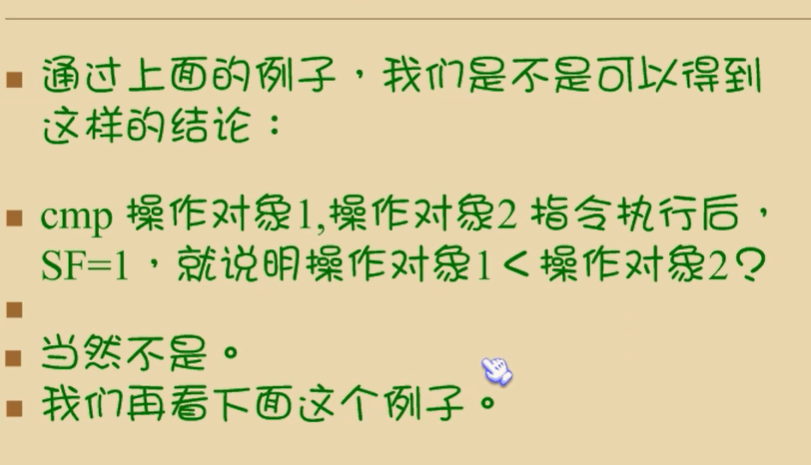 通过上面的例子，我们是不是可以得到
这样的结论：
cmp 操作对象1,操作对象2 指令执行后，
SF=1，就说明操作对象1＜操作对象2？
当然不是。
我们再看下面这个例子。